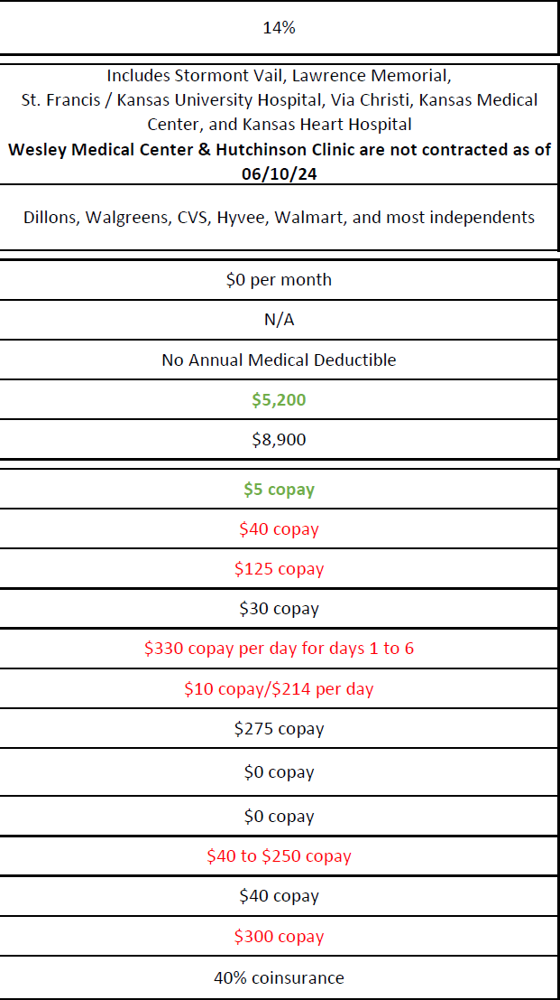 14%
Includes Stormont Vail, Lawrence Memorial,
St. Francis / Kansas University Hospital, Via Christi, Kansas Medical
Center, and Kansas Heart Hospital
Wesley Medical Center & Hutchinson Clinic are not contracted as of
06/10/24
Dillons, Walgreens, CVS, Hyvee, Walmart, and most independents
$0 per month
N/A
No Annual Medical Deductible
$5,200
$8,900
$5 copay
$40 copay
$125 copay
$30 copay
$330 copay per day for days 1 to 6
$10 copay/$214 per day
$275 copay
$0 copay
$0 copay
$40 to $250 copay
$40 copay
$300 copay
40% coinsurance